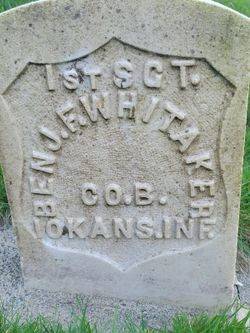 1ST SGT.
BENJ. F. WHITAKER
CO. B.
10 KANS. INF.